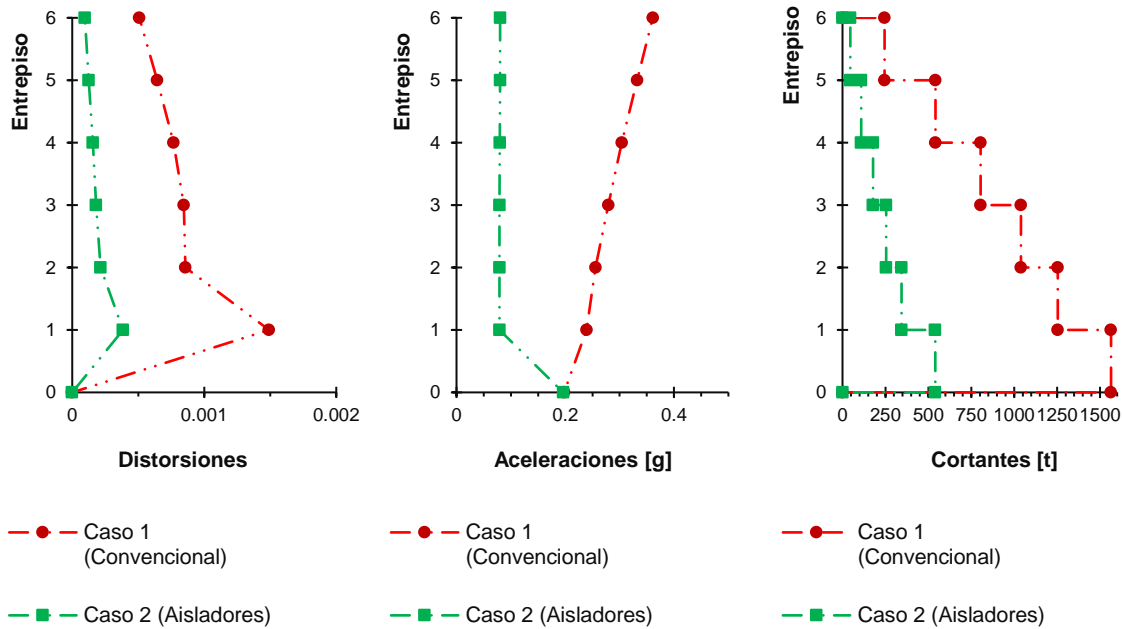 6
5
4
3
2
1
0
Entrepiso
0
0.001
0.002
Distorsiones
Caso 1
(Convencional)
Caso 2 (Aisladores)
6
5
4
3
2
1
0
Entrepiso
0
0.2
0.4
Aceleraciones [g]
Caso 1
(Convencional)
Caso 2 (Aisladores)
6
5
4
3
2
1
0
Entrepiso
0
250
500
750
1000
1250
1500
Cortantes [t]
Caso 1
(Convencional)
Caso 2 (Aisladores)